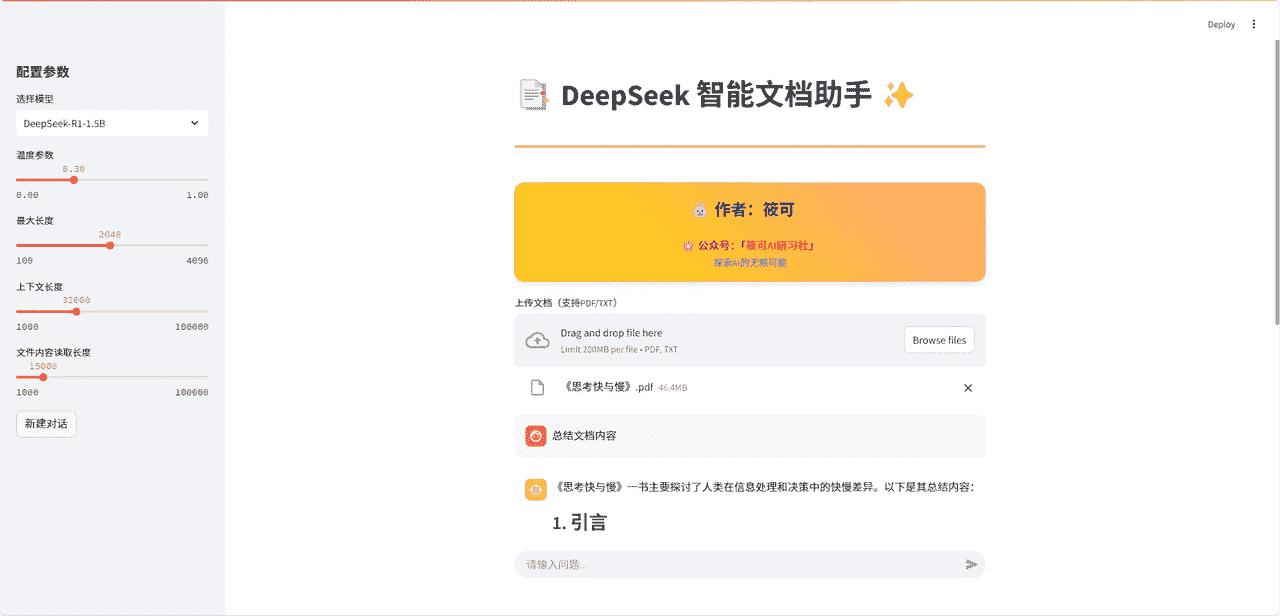 Deploy
配置参数
选择模型
DeepSeek-R1-1.5B
温度参数
0.30
0.00 1.00
最大长度
2048
100 4096
上下文长度
32000
1000 100000
文件内容读取长度
15000
1000 100000
新建对话
DeepSeek 智能文档助手
作者：筱可
公众号：「筱可AI研习社」
探索AI的无限可能
上传文档（支持PDF/TXT）
Drag and drop file here
Limit 200MB per file • PDF, TXT
Browse files
《思考快与慢》.pdf 46.4MB
总结文档内容
《思考快与慢》一书主要探讨了人类在信息处理和决策中的快慢差异。以下是其总结内容：
1. 引言
请输入问题...